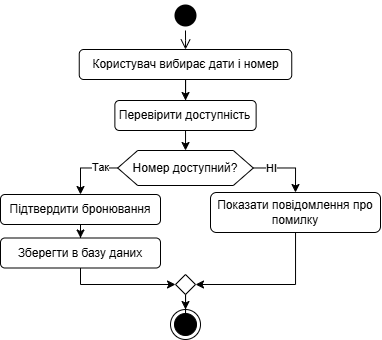 Користувач вибирає дати і номер
Перевірити доступність
Номер доступний?
Так
НІ
Підтвердити бронювання
Показати повідомлення про
помилку
Зберегти в базу даних